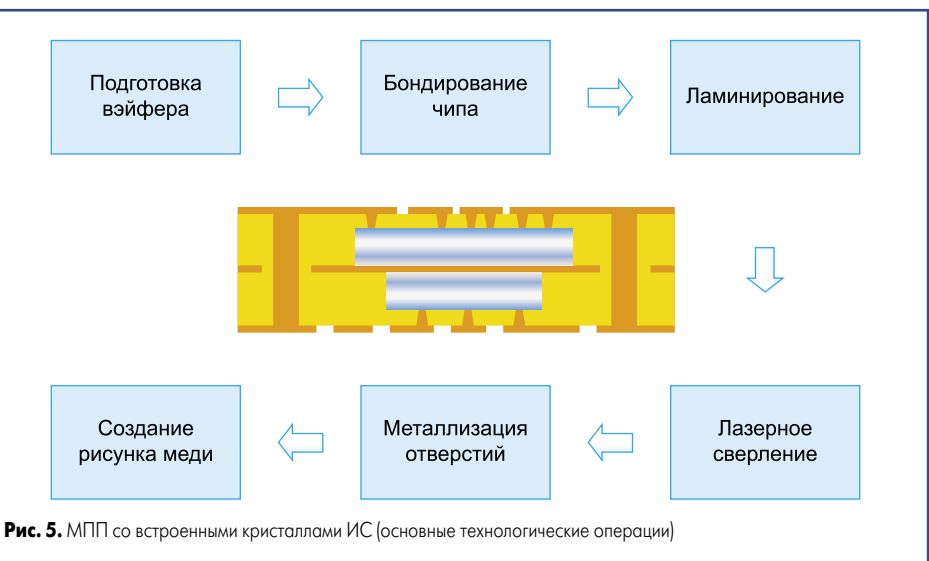 Подготовка
вэйфера
Бондирование
чипа
Ламинирование
Лазерное
сверление
Металлизация
отверстий
Создание
рисунка меди
Рис. 5. МПП со встроенными кристаллами ИС (основные технологические операции)